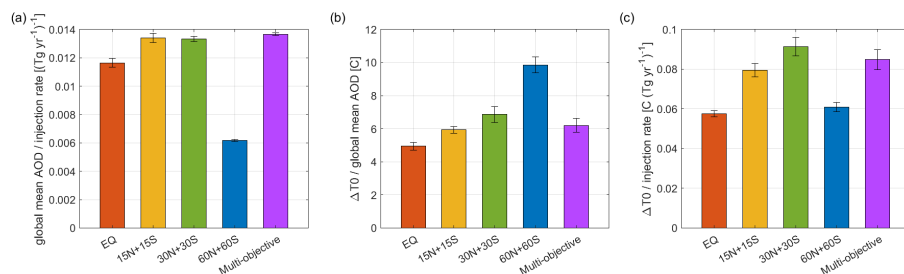 (a)
global mean AOD / injection rate [(Tg yr⁻¹)⁻¹]
0.014
0.012
0.01
0.008
0.006
0.004
0.002
0
EQ
15N+15S
30N+30S
60N+60S
Multi-objective
(b)
Δ T0 / global mean AOD [C]
12
10
8
6
4
2
0
EQ
15N+15S
30N+30S
60N+60S
Multi-objective
(c)
Δ T0 / injection rate [C (Tg yr⁻¹)⁻¹]
0.1
0.08
0.06
0.04
0.02
0
EQ
15N+15S
30N+30S
60N+60S
Multi-objective